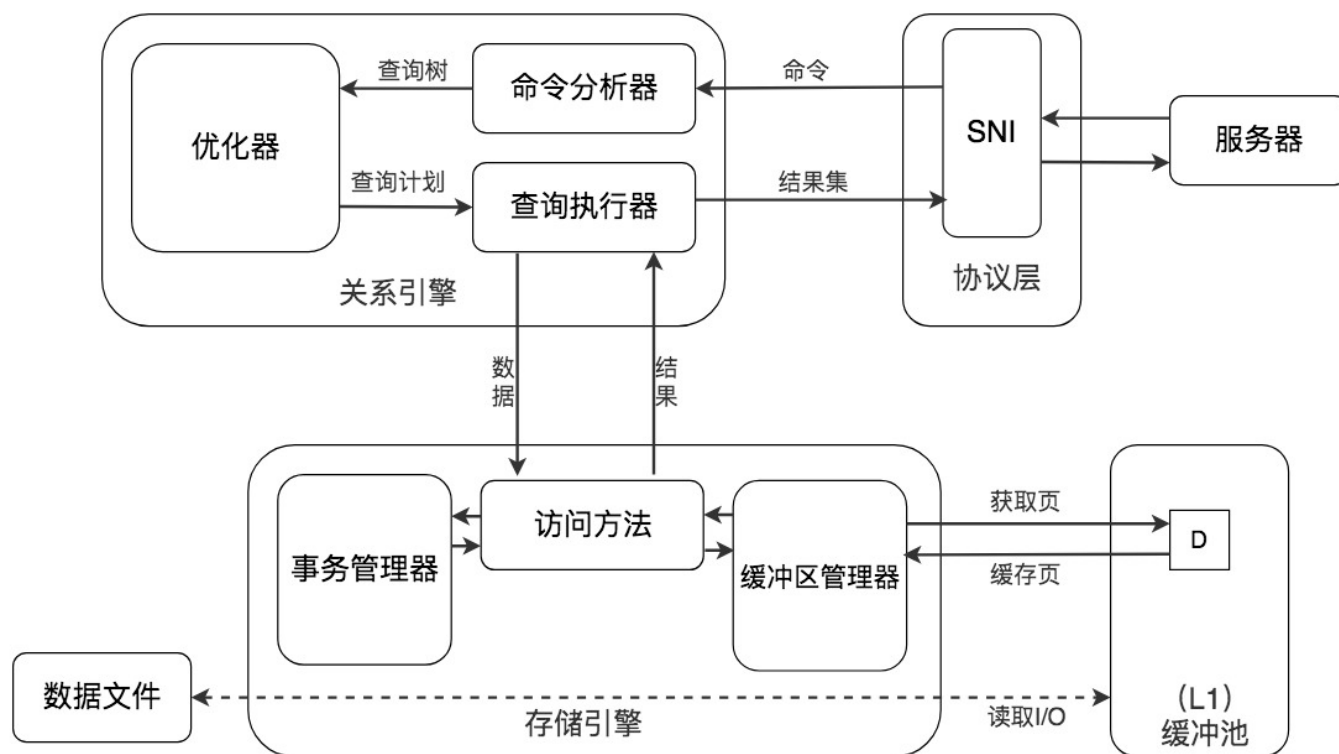 查询树
命令分析器
命令
SNI
服务器
优化器
查询计划
查询执行器
结果集
关系引擎
协议层
数
据
结
果
事务管理器
访问方法
缓冲区管理器
获取页
D
缓存页
数据文件
存储引擎
读取I/O
（L1）
缓冲池